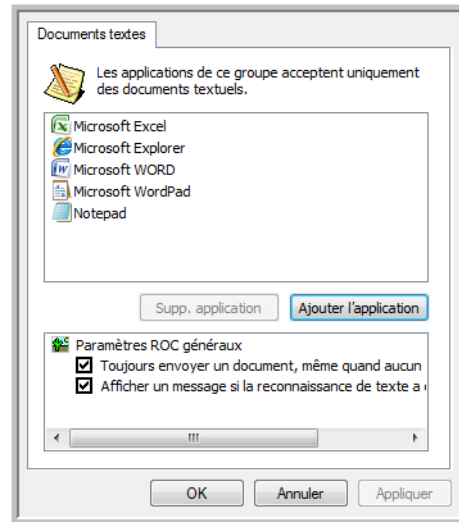 Documents textes
Les applications de ce groupe acceptent uniquement
des documents textuels.
Microsoft Excel
Microsoft Explorer
Microsoft WORD
Microsoft WordPad
Notepad
Supp. application
Ajouter l'application
Paramètres ROC généraux
Toujours envoyer un document, même quand aucun
Afficher un message si la reconnaissance de texte a
OK
Annuler
Appliquer